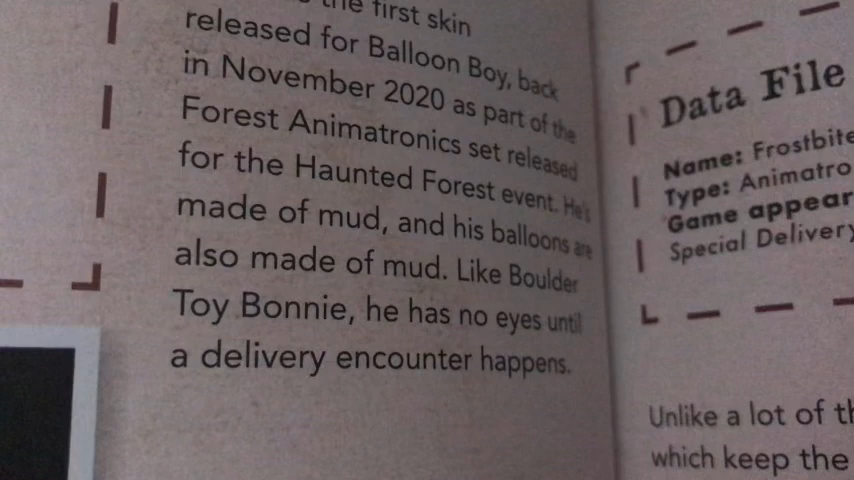 the first skin
released for Balloon Boy, back
in November 2020 as part of the
Forest Animatronics set released
for the Haunted Forest event. He's
made of mud, and his balloons are
also made of mud. Like Boulder
Toy Bonnie, he has no eyes until
a delivery encounter happens.
Data File
Name: Frostbite
Type: Animatro
Game appear
Special Delivery
Unlike a lot of th
which keep the